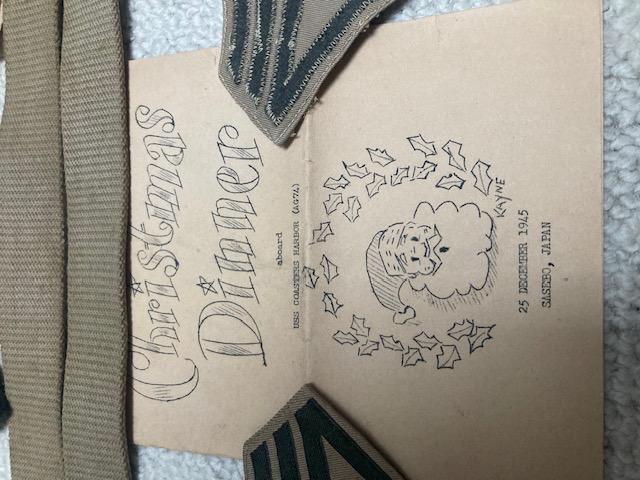 Christmas
Dinner
aboard
USS COASTERS HARBOR (AG74)
KAYNE
25 DECEMBER 1945
SASEBO, JAPAN